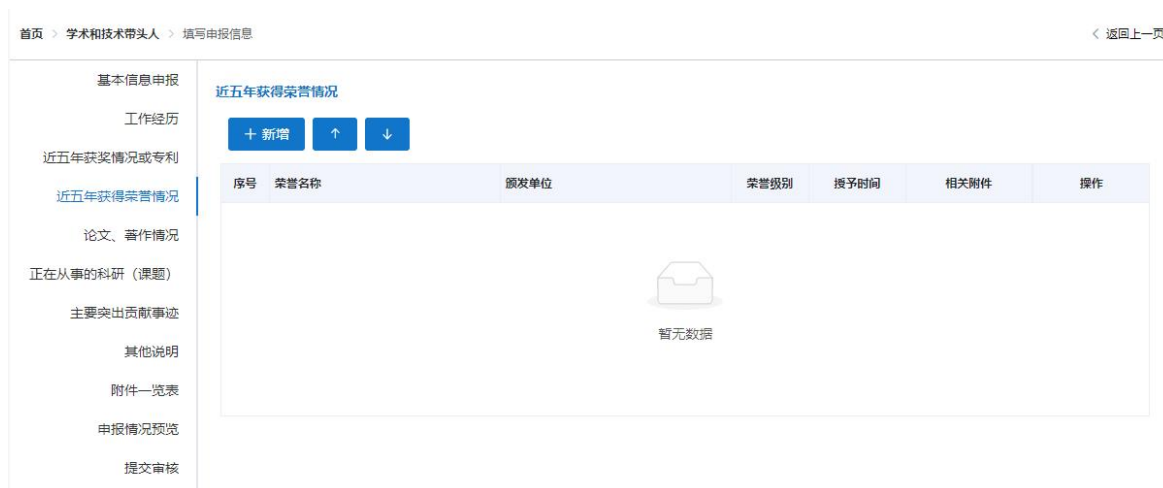 首页 > 学术和技术带头人 > 填写申报信息
< 返回上一页
基本信息申报
工作经历
近五年获奖情况或专利
近五年获得荣誉情况
论文、著作情况
正在从事的科研（课题）
主要突出贡献事迹
其他说明
附件一览表
申报情况预览
提交审核
近五年获得荣誉情况
+ 新增 ↑ ↓
序号 荣誉名称 颁发单位 荣誉级别 授予时间 相关附件 操作
暂无数据